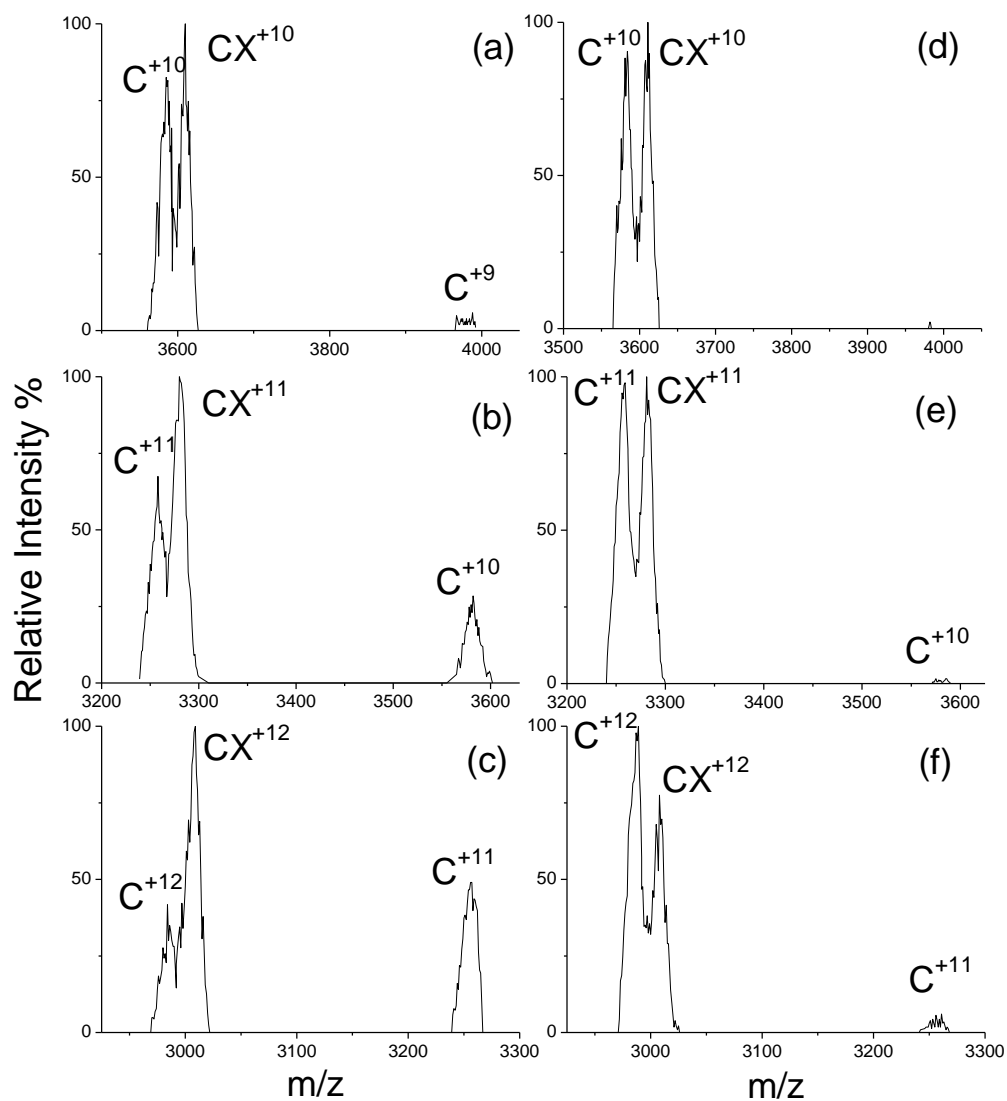 100
50
0
C+10
CX+10
(a)
C+9
3600
3800
4000
100
50
0
C+10
CX+10
(d)
3500
3600
3700
3800
3900
4000
Relative Intensity %
100
50
0
C+11
CX+11
(b)
C+10
3200
3300
3400
3500
3600
100
50
0
C+11
CX+11
(e)
C+10
3200
3300
3400
3500
3600
100
50
0
C+12
CX+12
(c)
C+11
3000
3100
3200
3300
m/z
100
50
0
C+12
CX+12
(f)
C+11
3000
3100
3200
3300
m/z